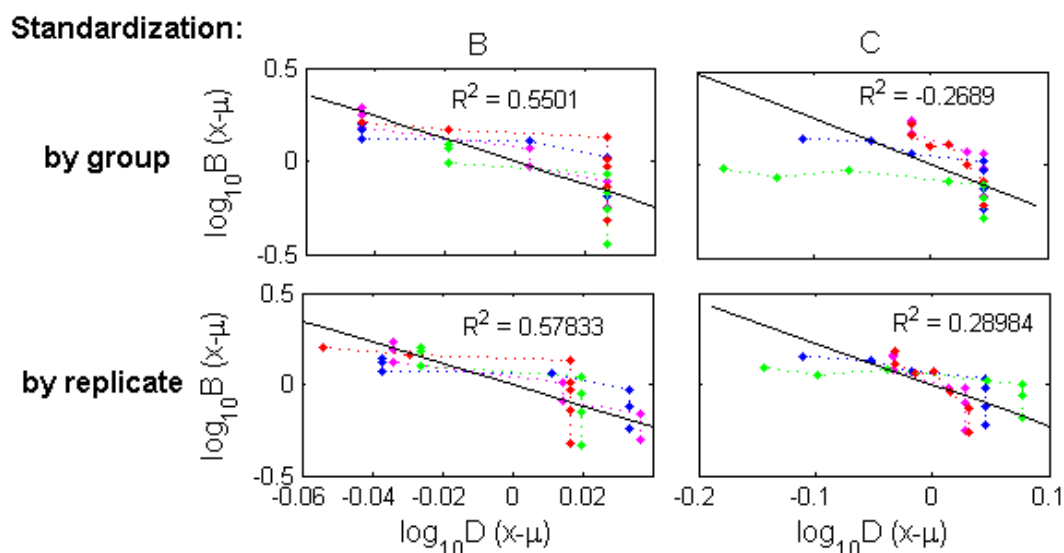 Standardization:
B
C
by group
log10B (x-μ)
0.5
0
-0.5
R2 = 0.5501
R2 = -0.2689
by replicate
log10B (x-μ)
0.5
0
-0.5
R2 = 0.57833
R2 = 0.28984
-0.06 -0.04 -0.02 0 0.02
-0.2 -0.1 0 0.1
log10D (x-μ)
log10D (x-μ)